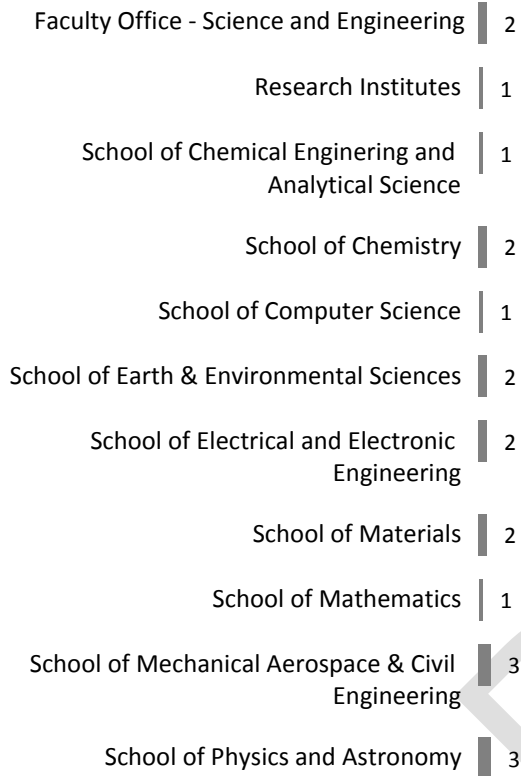 Faculty Office - Science and Engineering 2
Research Institutes 1
School of Chemical Enginering and 1
Analytical Science
School of Chemistry 2
School of Computer Science 1
School of Earth & Environmental Sciences 2
School of Electrical and Electronic 2
Engineering
School of Materials 2
School of Mathematics 1
School of Mechanical Aerospace & Civil 3
Engineering
School of Physics and Astronomy 3